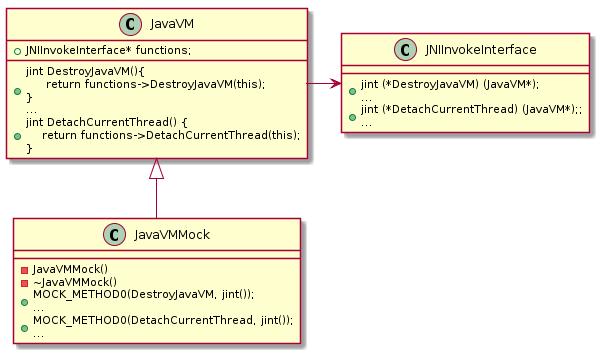 C JavaVM
JNIInvokeInterface* functions;
jint DestroyJavaVM(){
return functions->DestroyJavaVM(this);
}
...
jint DetachCurrentThread() {
return functions->DetachCurrentThread(this);
}
C JNIInvokeInterface
jint (*DestroyJavaVM) (JavaVM*);
...
jint (*DetachCurrentThread) (JavaVM*);;
...
C JavaVMMock
JavaVMMock()
~JavaVMMock()
MOCK_METHOD0(DestroyJavaVM, jint());
...
MOCK_METHOD0(DetachCurrentThread, jint());
...